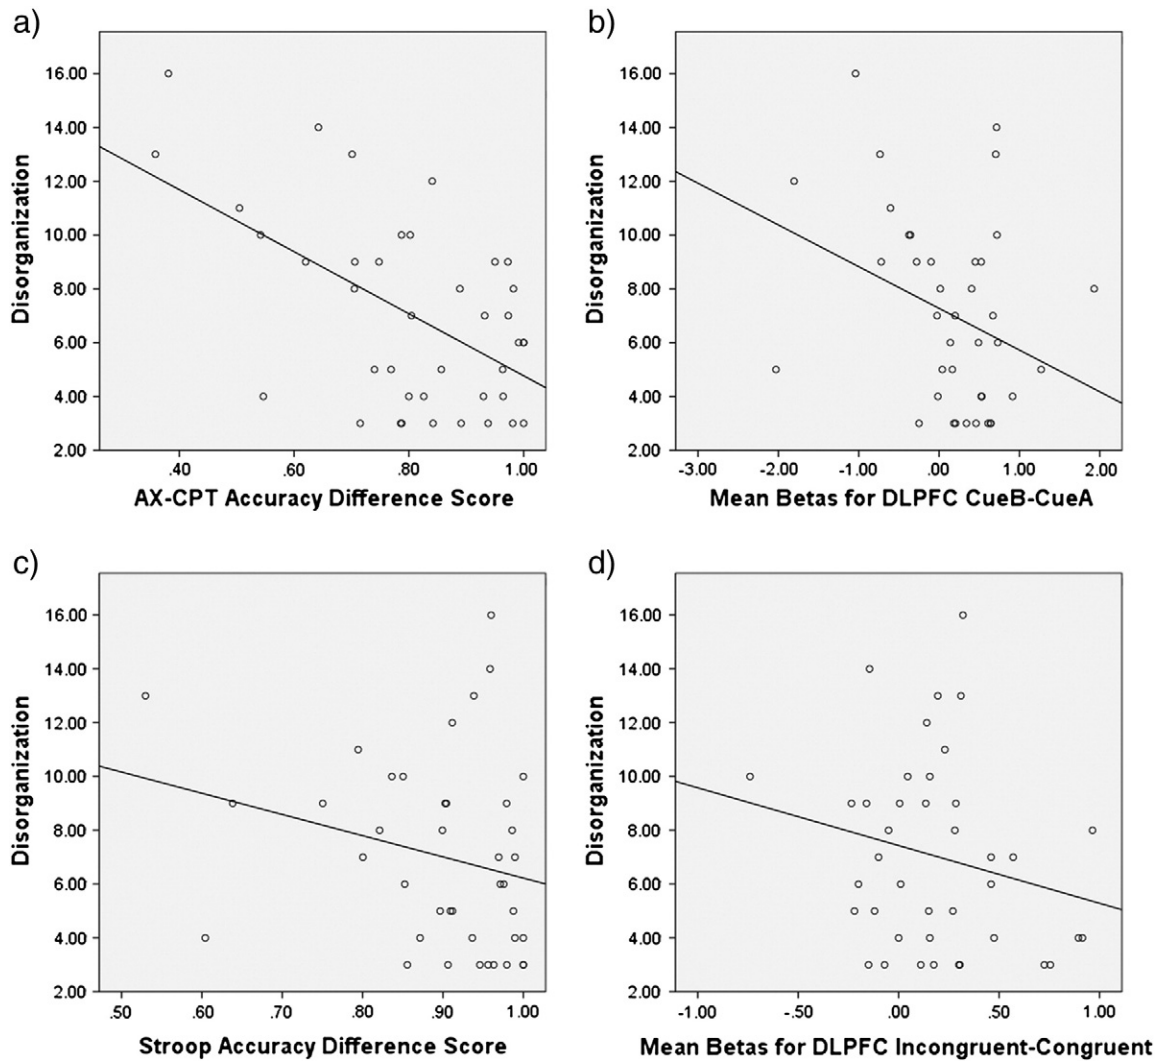 a)
16.00
14.00
12.00
10.00
8.00
6.00
4.00
2.00
Disorganization
.40 .60 .80 1.00
AX-CPT Accuracy Difference Score
b)
16.00
14.00
12.00
10.00
8.00
6.00
4.00
2.00
Disorganization
-3.00 -2.00 -1.00 .00 1.00 2.00
Mean Betas for DLPFC CueB-CueA
c)
16.00
14.00
12.00
10.00
8.00
6.00
4.00
2.00
Disorganization
.50 .60 .70 .80 .90 1.00
Stroop Accuracy Difference Score
d)
16.00
14.00
12.00
10.00
8.00
6.00
4.00
2.00
Disorganization
-1.00 -.50 .00 .50 1.00
Mean Betas for DLPFC Incongruent-Congruent